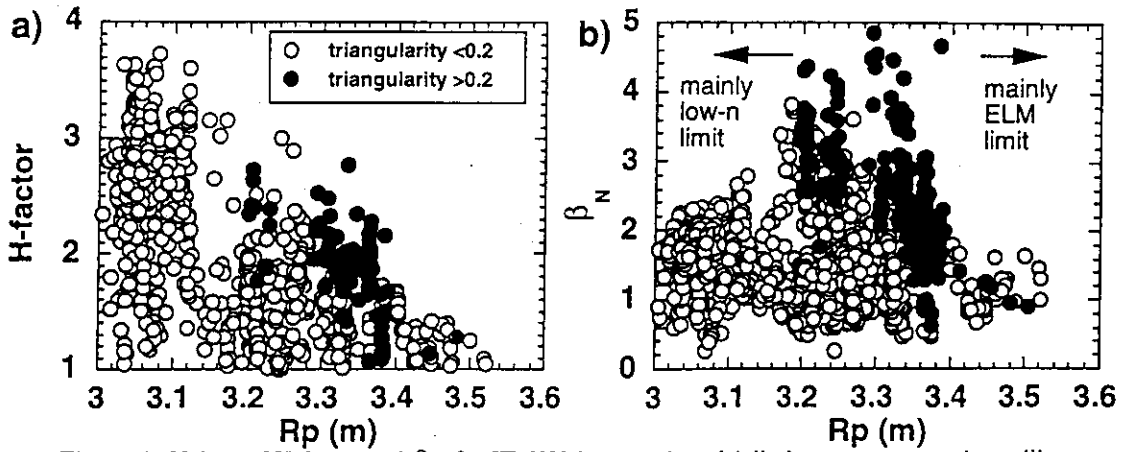 a)
triangularity <0.2
triangularity >0.2
H-factor
4
3
2
1
3 3.1 3.2 3.3 3.4 3.5 3.6
Rp (m)
b)
mainly
low-n
limit
mainly
ELM
limit
β_N
5
4
3
2
1
0
3 3.1 3.2 3.3 3.4 3.5 3.6
Rp (m)